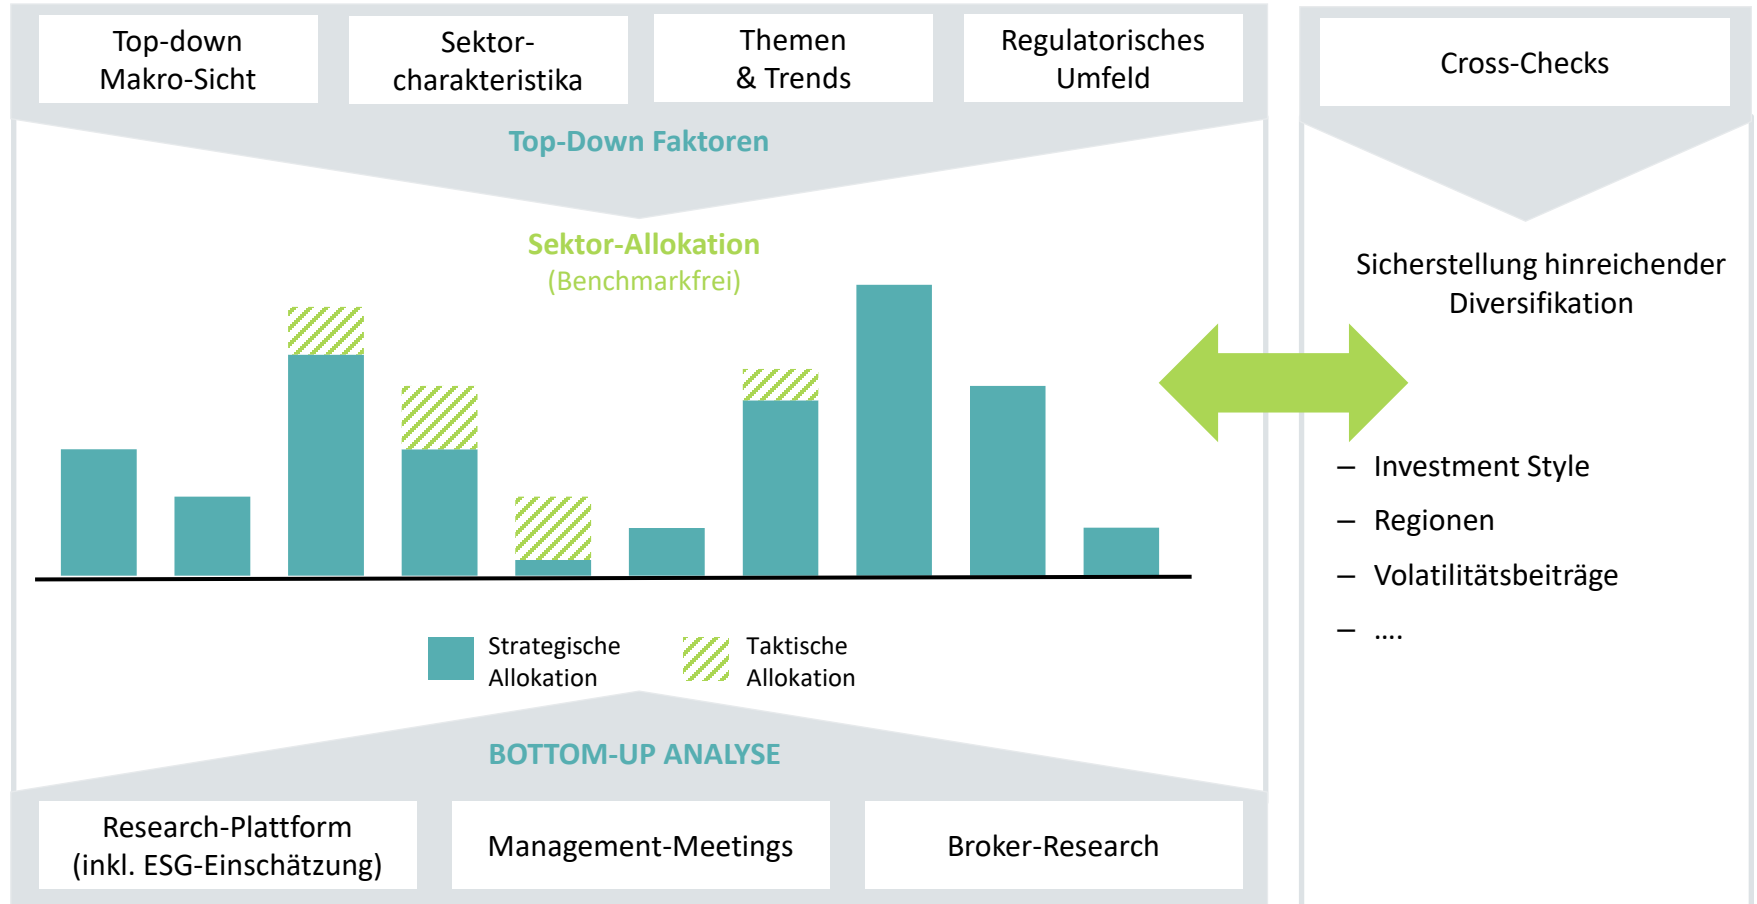 Top-down
Makro-Sicht
Sektor-
charakteristika
Themen
& Trends
Regulatorisches
Umfeld
Top-Down Faktoren
Sektor-Allokation
(Benchmarkfrei)
Strategische
Allokation
Taktische
Allokation
BOTTOM-UP ANALYSE
Research-Plattform
(inkl. ESG-Einschätzung)
Management-Meetings
Broker-Research
Cross-Checks
Sicherstellung hinreichender
Diversifikation
– Investment Style
– Regionen
– Volatilitätsbeiträge
– ....